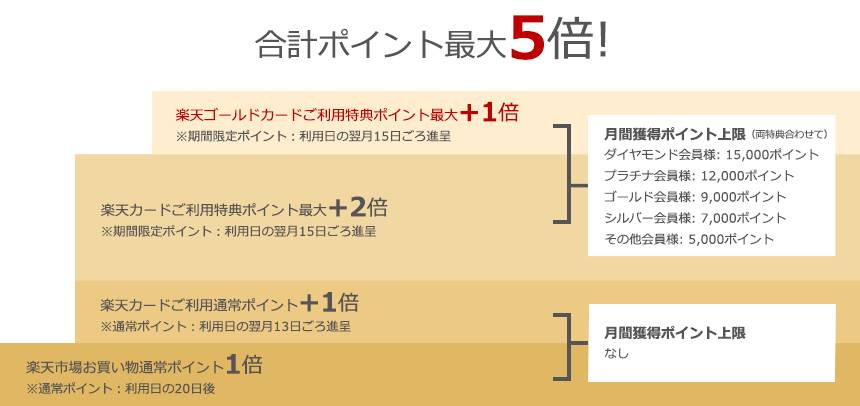 合計ポイント最大5倍!
楽天ゴールドカードご利用特典ポイント最大+1倍
※期間限定ポイント:利用日の翌月15日ごろ進呈
月間獲得ポイント上限(両特典合わせて)
ダイヤモンド会員様: 15,000ポイント
プラチナ会員様: 12,000ポイント
ゴールド会員様: 9,000ポイント
シルバー会員様: 7,000ポイント
その他会員様: 5,000ポイント
楽天カードご利用特典ポイント最大+2倍
※期間限定ポイント:利用日の翌月15日ごろ進呈
楽天カードご利用通常ポイント+1倍
※通常ポイント:利用日の翌月13日ごろ進呈
月間獲得ポイント上限
なし
楽天市場お買い物通常ポイント1倍
※通常ポイント:利用日の20日後